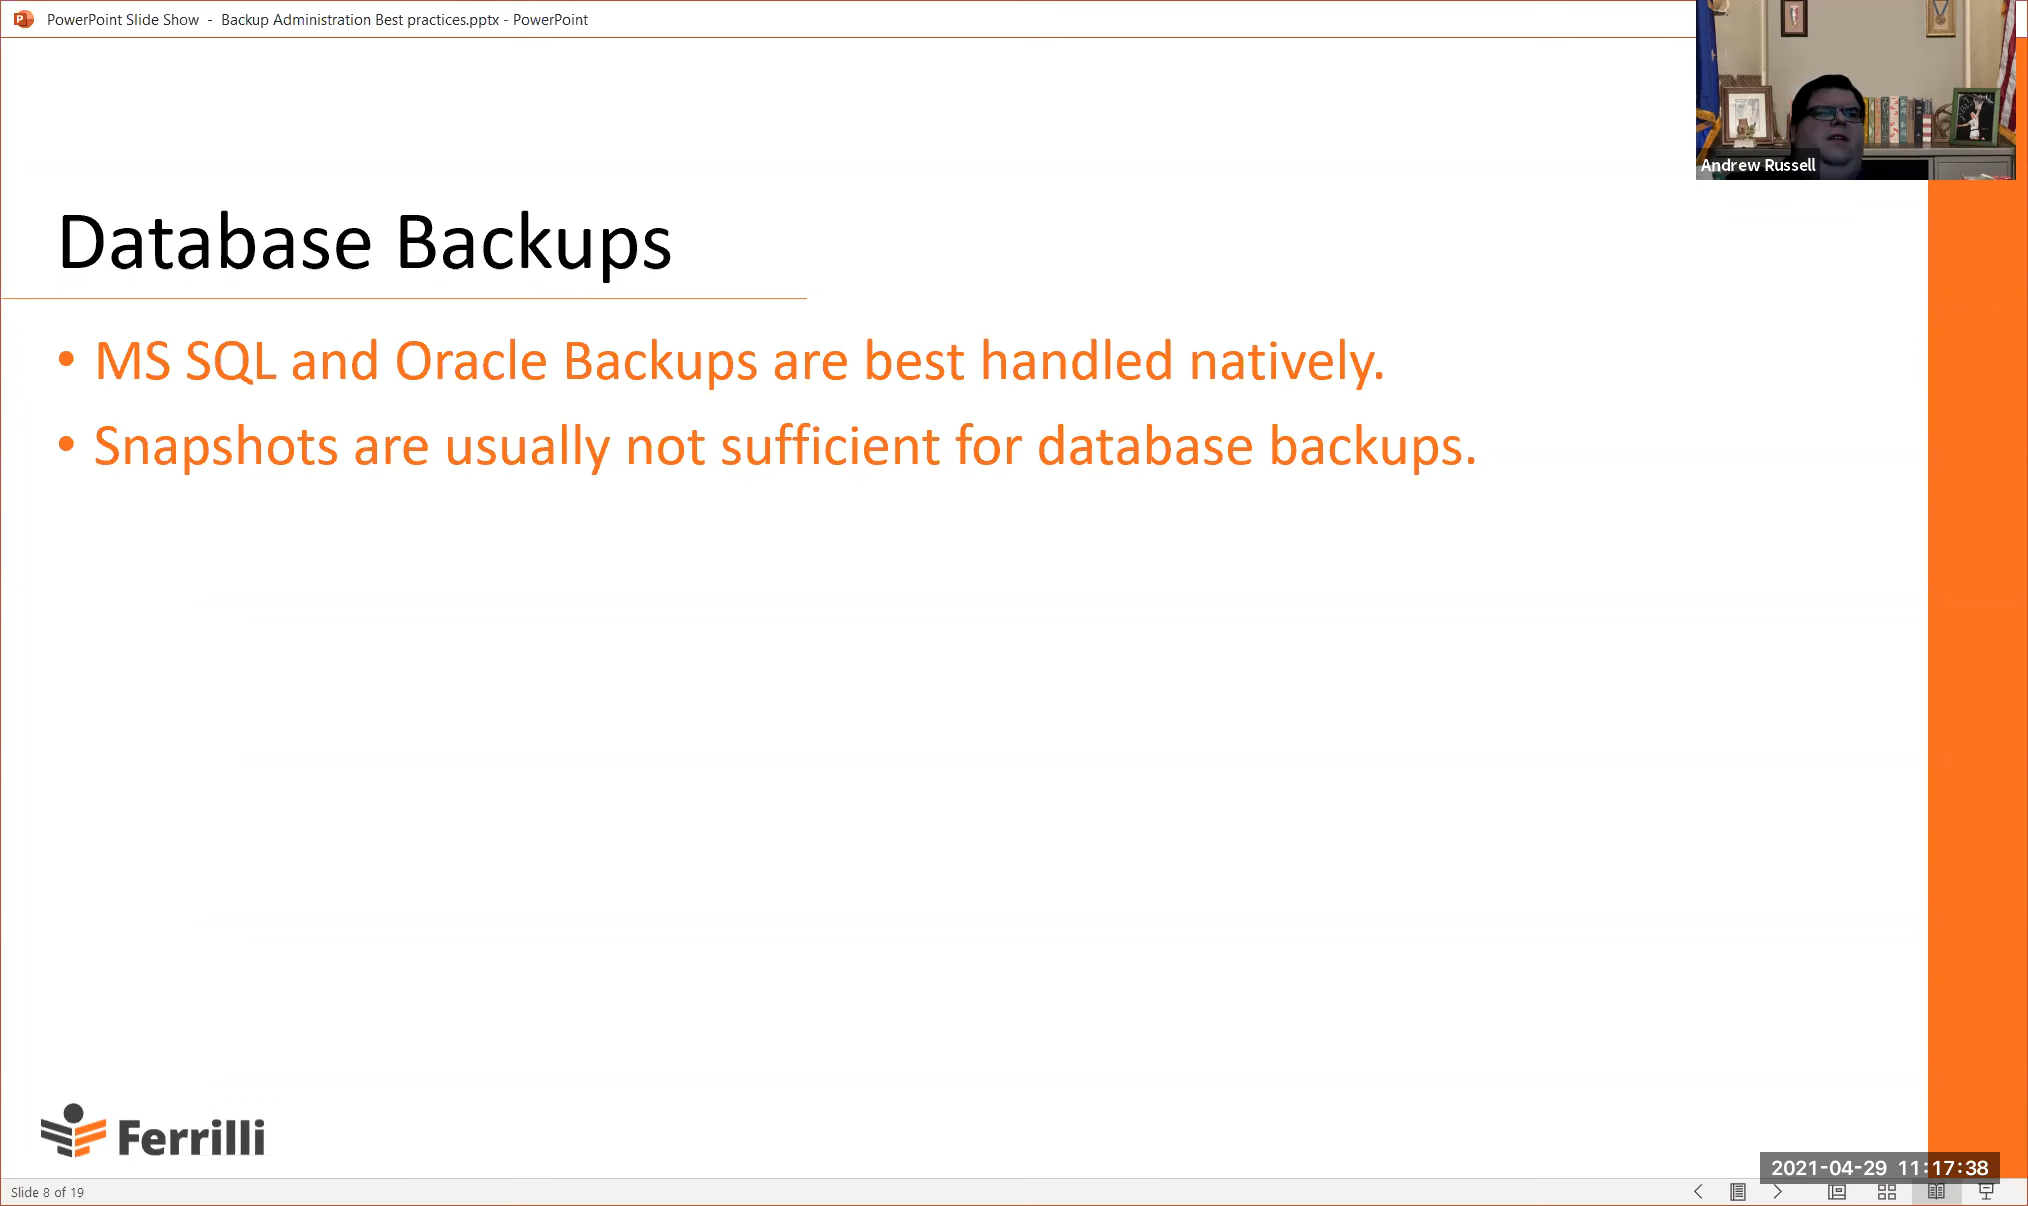 PowerPoint Slide Show - Backup Administration Best practices.pptx - PowerPoint
Andrew Russell
Database Backups
• MS SQL and Oracle Backups are best handled natively.
• Snapshots are usually not sufficient for database backups.
Ferrilli
2021-04-29 11:17:38
Slide 8 of 19